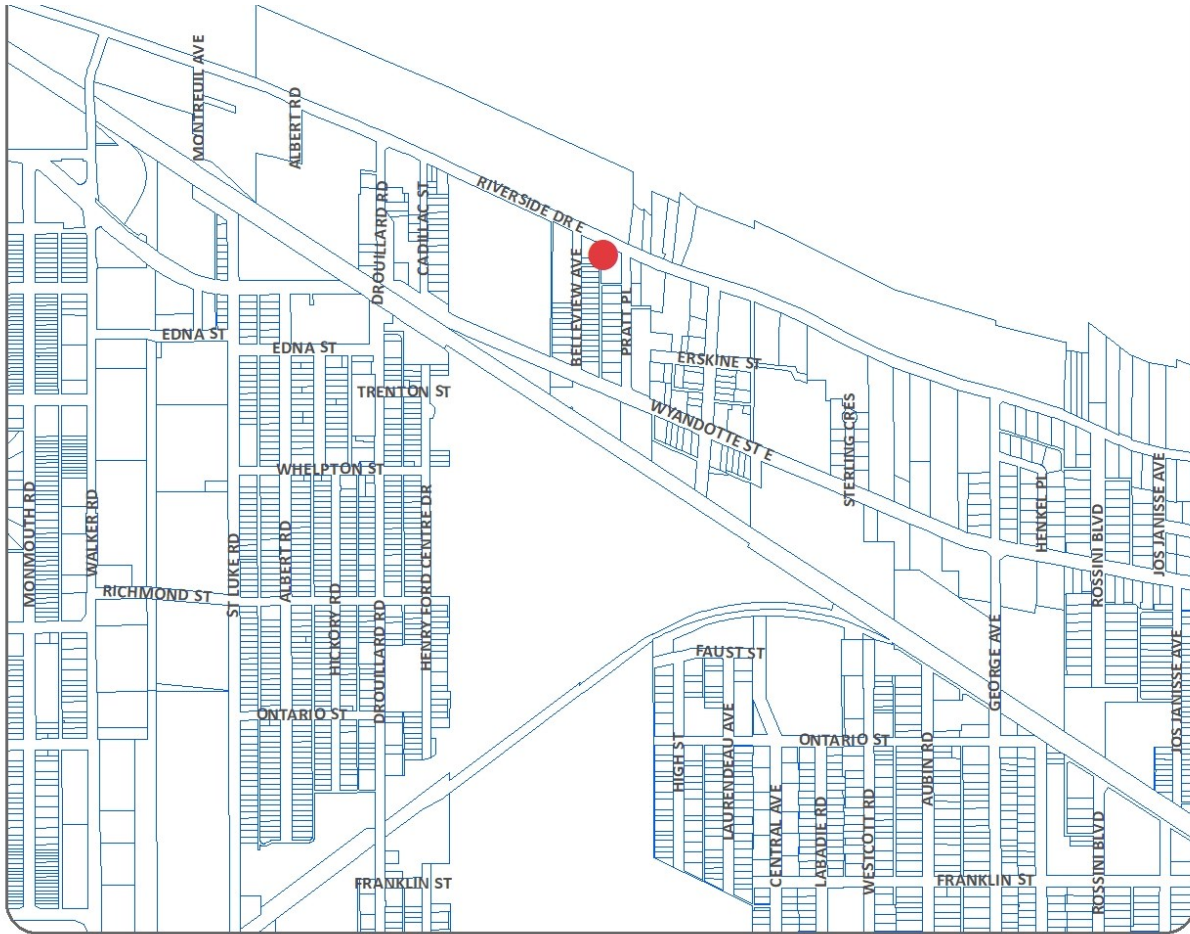 MONTREUIL AVE
ALBERT RD
RIVERSIDE DR E
DROUILLARD RD
CADILLAC ST
BELLEVIEW AVE
PRATT PL
EDNA ST
EDNA ST
ERSKINE ST
TRENTON ST
WYANDOTTE ST E
STERLING CRES
WHELPTON ST
MONMOUTH RD
WALKER RD
ST LUKE RD
ALBERT RD
HENRY FORD CENTRE DR
HENKEL PL
ROSSINI BLVD
JOS JANISSE AVE
RICHMOND ST
HICKORY RD
DROUILLARD RD
FAUST ST
GEORGE AVE
JOS JANISSE AVE
ONTARIO ST
HIGH ST
LAURENDEAU AVE
ONTARIO ST
AUBIN RD
CENTRAL AVE
LABADIE RD
WESTCOTT RD
ROSSINI BLVD
FRANKLIN ST
FRANKLIN ST